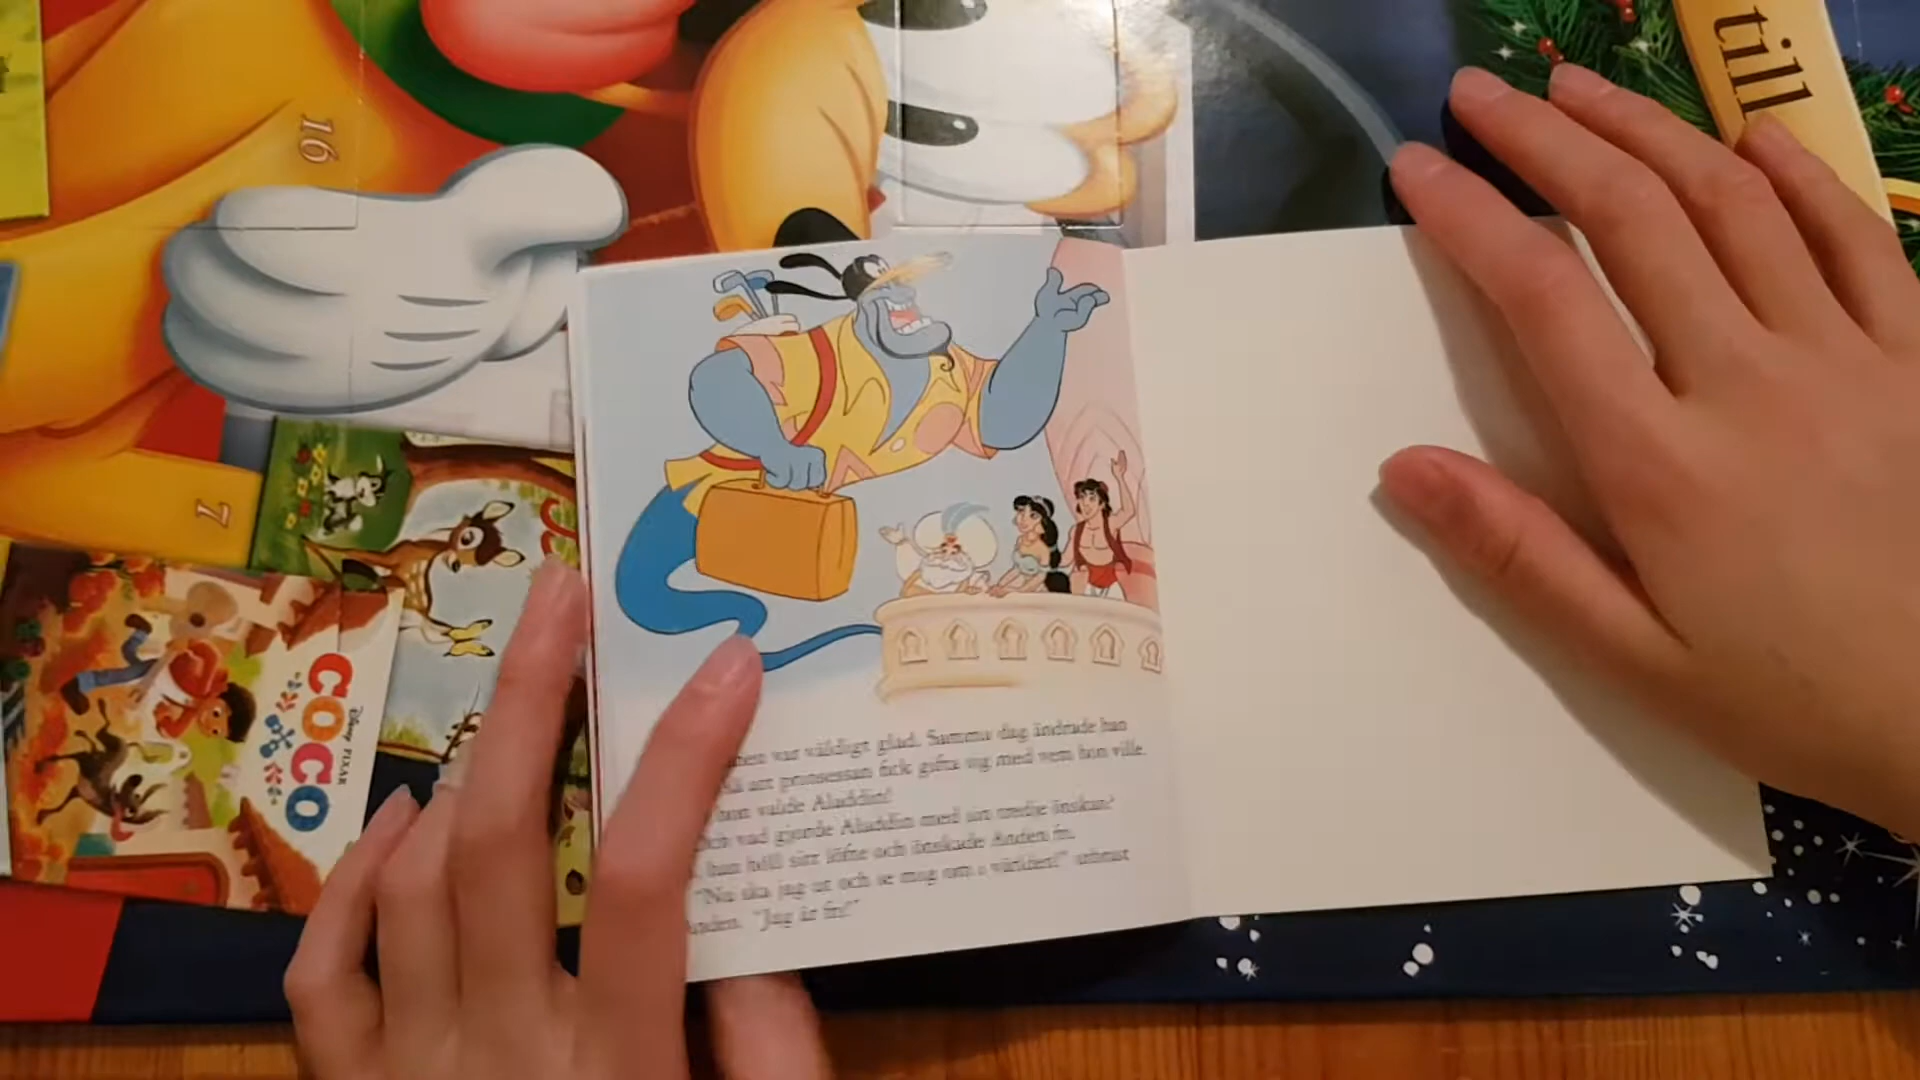 till
16
7
Disney PIXAR
COCO
var väldigt glad. Samma dag ändrade han
att prinsessan fick gifta sig med vem hon ville.
hon valde Aladdin!
Och vad gjorde Aladdin med sin tredje önskan?
han höll sitt löfte och önskade Anden fri.
"Nu ska jag ut och se mig om i världen!" utbrast
Anden. "Jag är fri!"